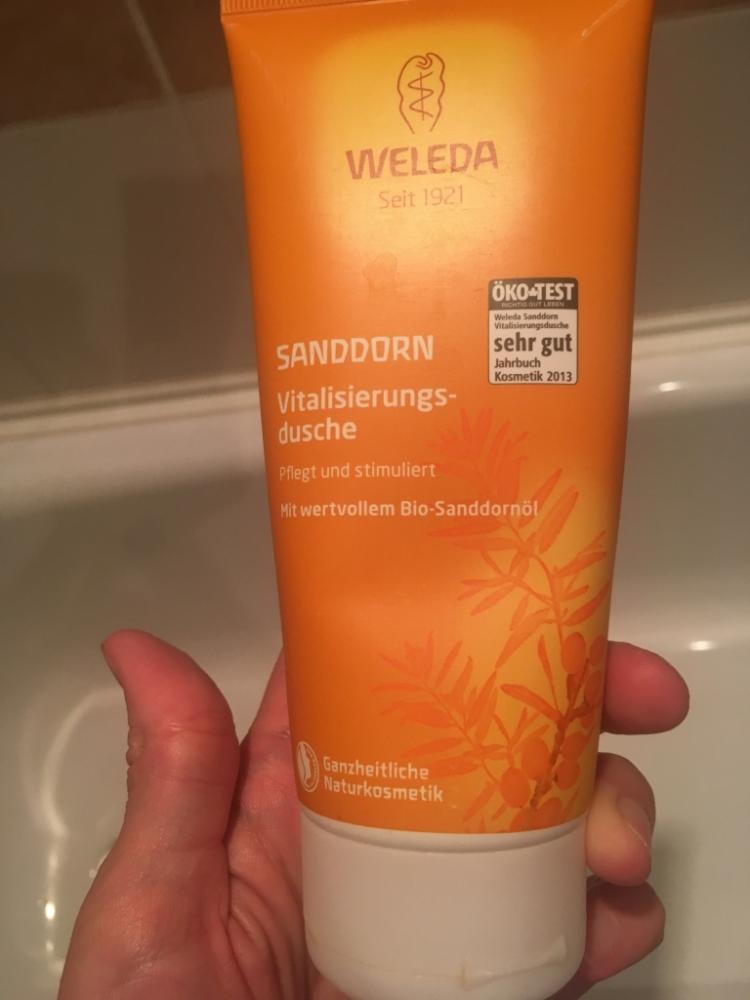 WELEDA
Seit 1921
ÖKO TEST
RICHTIG GUT LEBEN
Weleda Sanddorn
Vitalisierungsdusche
sehr gut
Jahrbuch
Kosmetik 2013
SANDDORN
Vitalisierungs-
dusche
Pflegt und stimuliert
Mit wertvollem Bio-Sanddornöl
Ganzheitliche
Naturkosmetik